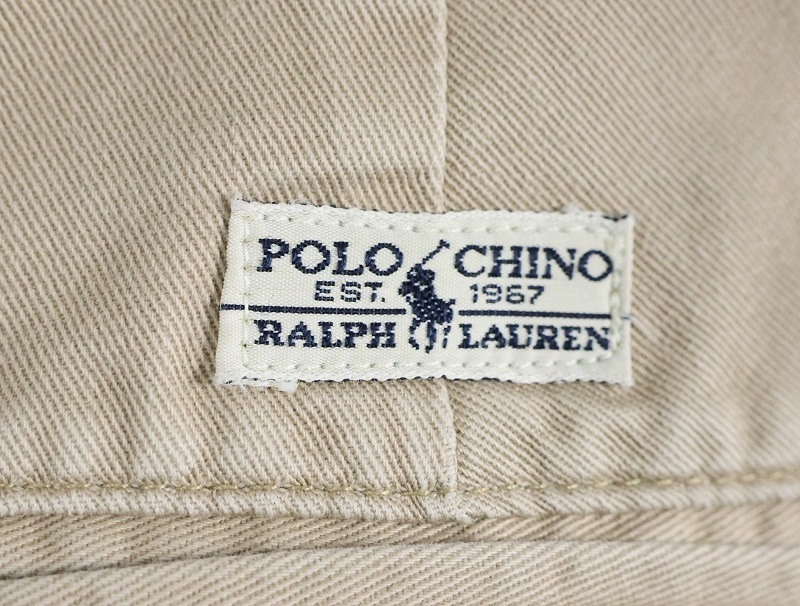 POLO CHINO
EST. 1967
RALPH LAUREN